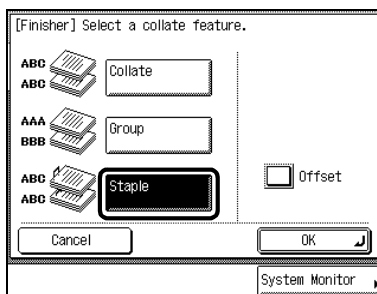 [Finisher] Select a collate feature.
ABC
ABC
Collate
AAA
BBB
Group
ABC
ABC
Staple
Offset
Cancel
OK
System Monitor